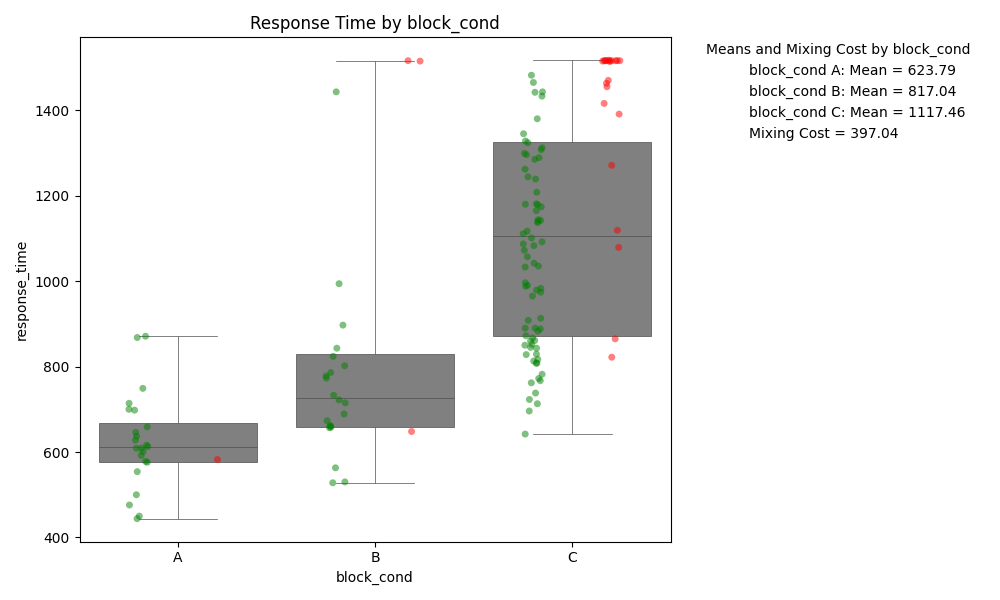 Response Time by block_cond
Means and Mixing Cost by block_cond
block_cond A: Mean = 623.79
block_cond B: Mean = 817.04
block_cond C: Mean = 1117.46
Mixing Cost = 397.04
response_time
1400
1200
1000
800
600
400
A
B
C
block_cond